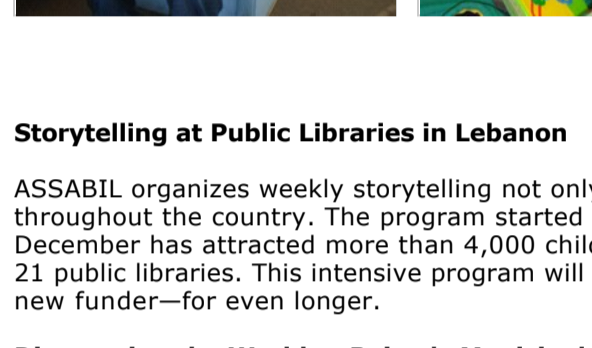 Storytelling at Public Libraries in Lebanon
ASSABIL organizes weekly storytelling not only
throughout the country. The program started
December has attracted more than 4,000
21 public libraries. This intensive program will
new funder—for even longer.